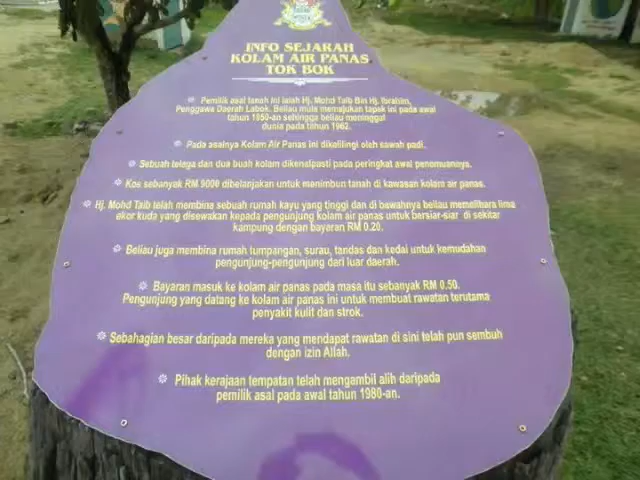 INFO SEJARAH
KOLAM AIR PANAS
TOK BOK
Pemilik asal tanah ini ialah Hj. Mohd Taib Bin Hj. Ibrahim,
Penggawa Daerah Labok. Beliau mula memajukan tapak ini pada awal
tahun 1950-an sehingga beliau meninggal
dunia pada tahun 1962.
Pada asalnya Kolam Air Panas ini dikelilingi oleh sawah padi.
Sebuah telaga dan dua buah kolam dikenalpasti pada peringkat awal penemuannya.
Kos sebanyak RM 5000 dibelanjakan untuk menimbun tanah di kawasan kolam air panas.
Hj. Mohd Taib telah membina sebuah rumah kayu yang tinggi dan di bawahnya beliau memelihara lima
ekor kuda yang disewakan kepada pengunjung kolam air panas untuk bersiar-siar di sekitar
kampung dengan bayaran RM 0.20.
Beliau juga membina rumah tumpangan, surau, tandas dan kedai untuk kemudahan
pengunjung-pengunjung dari luar daerah.
Bayaran masuk ke kolam air panas pada masa itu sebanyak RM 0.50.
Pengunjung yang datang ke kolam air panas ini untuk membuat rawatan terutama
penyakit kulit dan strok.
Sebahagian besar daripada mereka yang mendapat rawatan di sini telah pun sembuh
dengan izin Allah.
Pihak kerajaan tempatan telah mengambil alih daripada
pemilik asal pada awal tahun 1980-an.